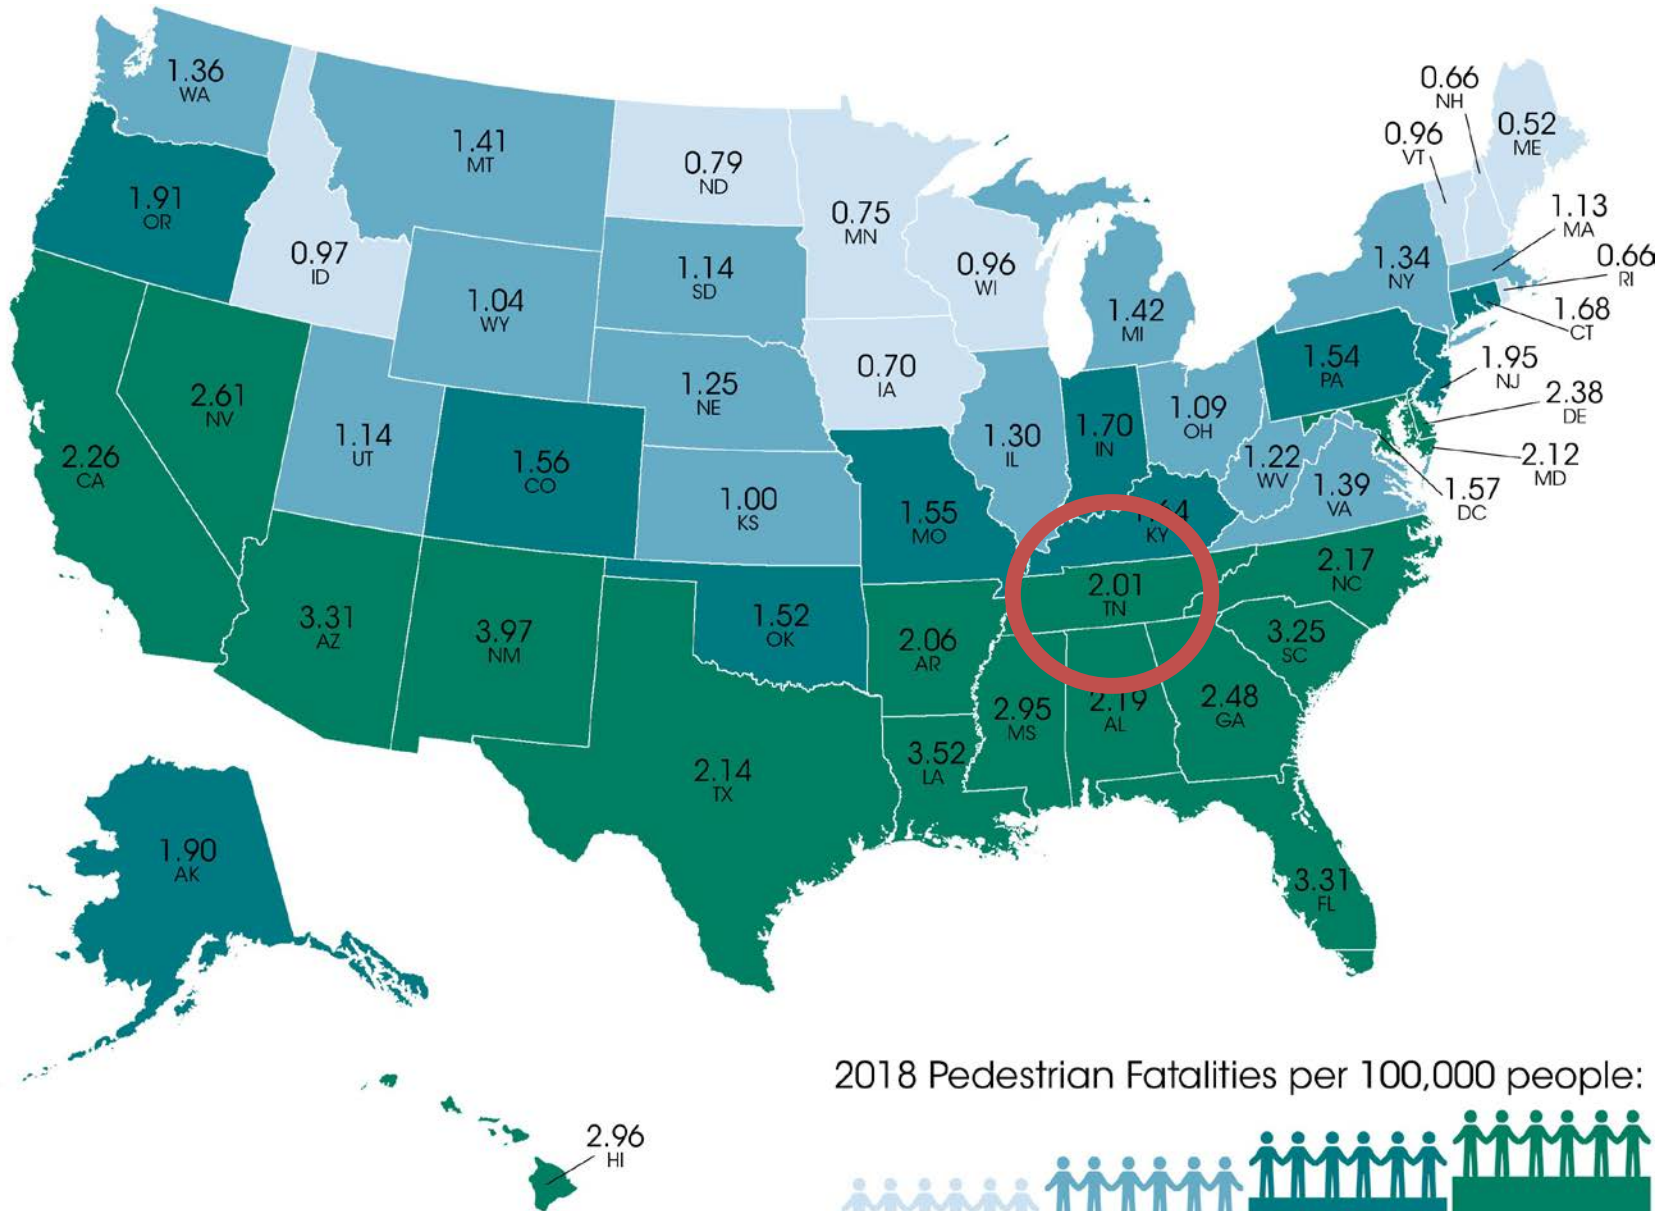 1.36
WA
1.41
MT
0.79
ND
0.75
MN
0.66
NH
0.96
VT
0.52
ME
1.91
OR
0.97
ID
1.04
WY
1.14
SD
0.96
WI
1.42
MI
1.34
NY
1.13
MA
0.66
RI
1.68
CT
1.95
NJ
2.38
DE
2.12
MD
1.57
DC
2.26
CA
2.61
NV
1.14
UT
1.56
CO
1.25
NE
0.70
IA
1.30
IL
1.70
IN
1.09
OH
1.54
PA
1.22
WV
1.39
VA
1.00
KS
1.55
MO
1.64
KY
3.31
AZ
3.97
NM
1.52
OK
2.06
AR
2.01
TN
2.17
NC
3.25
SC
2.14
TX
3.52
LA
2.95
MS
2.19
AL
2.48
GA
3.31
FL
1.90
AK
2.96
HI
2018 Pedestrian Fatalities per 100,000 people: